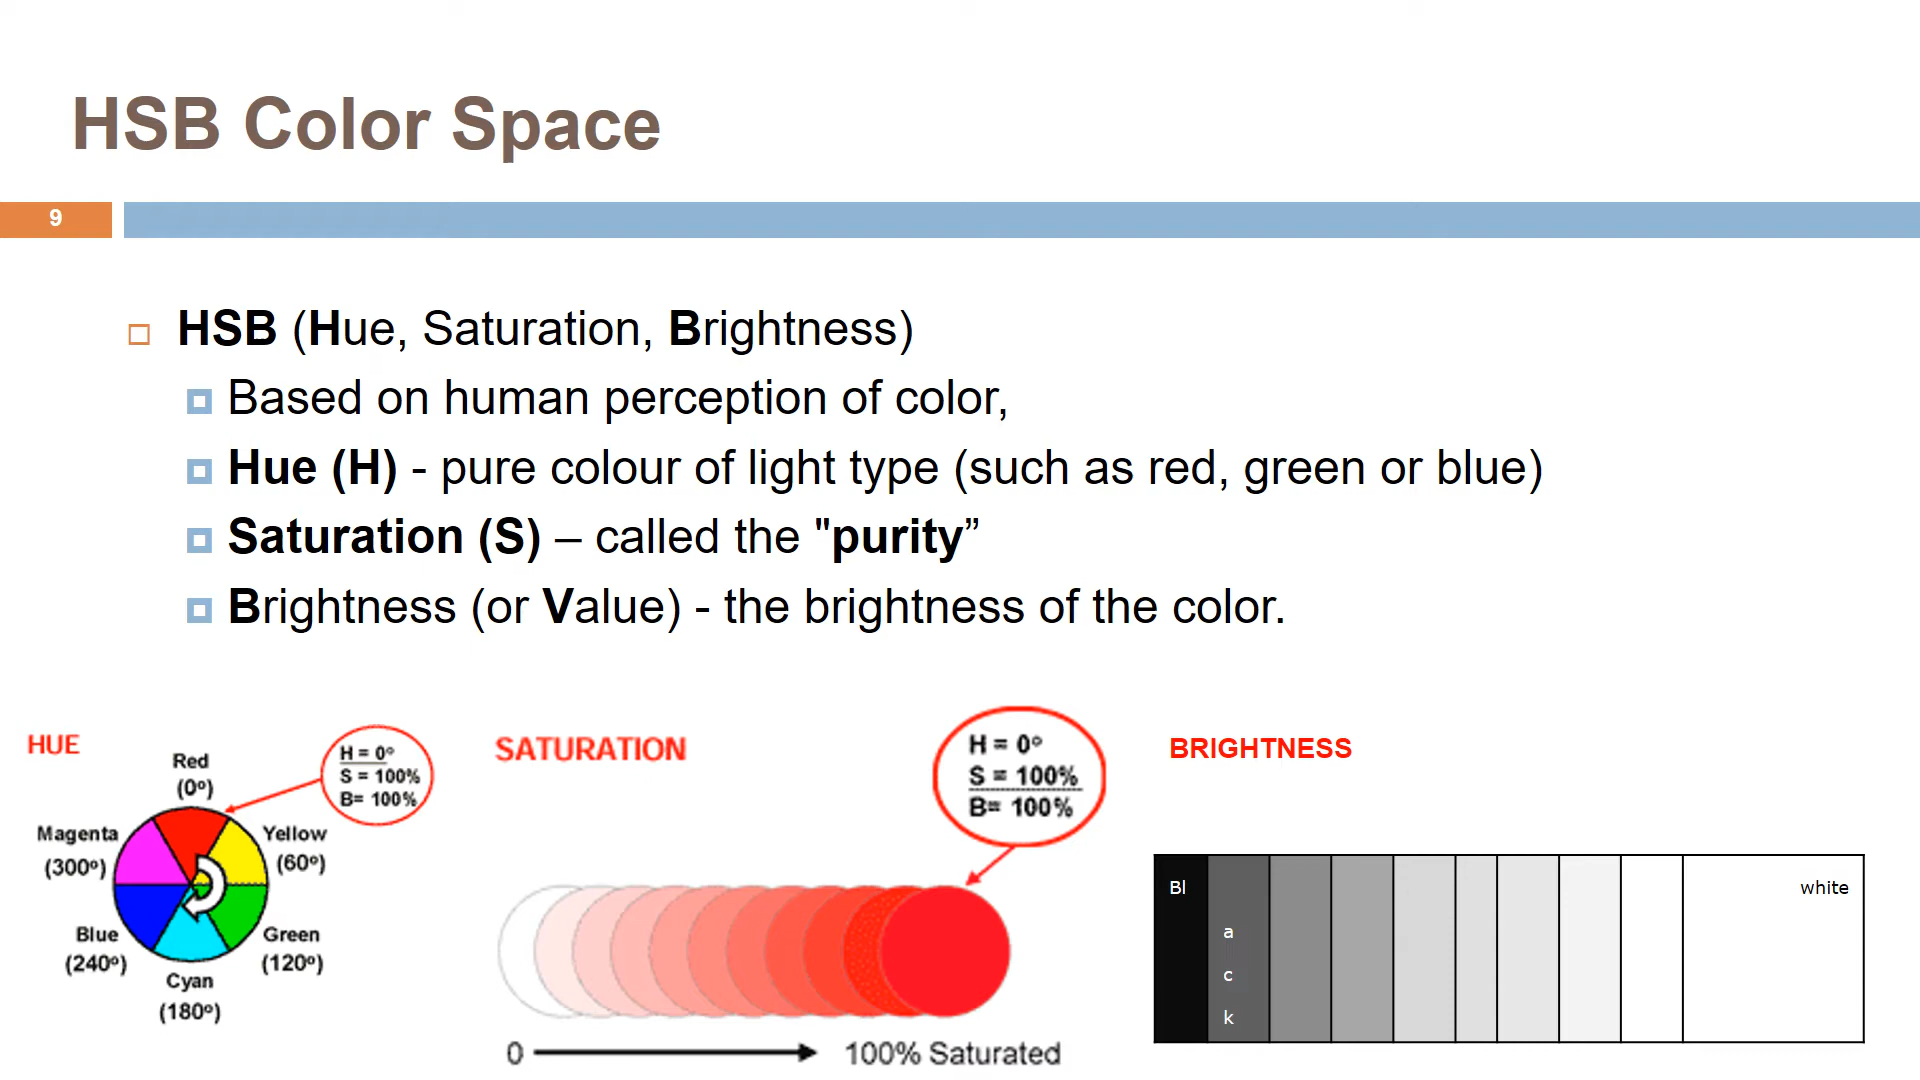 HSB Color Space
9
HSB (Hue, Saturation, Brightness)
Based on human perception of color,
Hue (H) - pure colour of light type (such as red, green or blue)
Saturation (S) – called the "purity”
Brightness (or Value) - the brightness of the color.
HUE
Red
(0º)
H = 0º
S = 100%
B= 100%
Magenta
(300º)
Yellow
(60º)
Blue
(240º)
Green
(120º)
Cyan
(180º)
SATURATION
H = 0º
S = 100%
B= 100%
0
100% Saturated
BRIGHTNESS
Bl
a
c
k
white